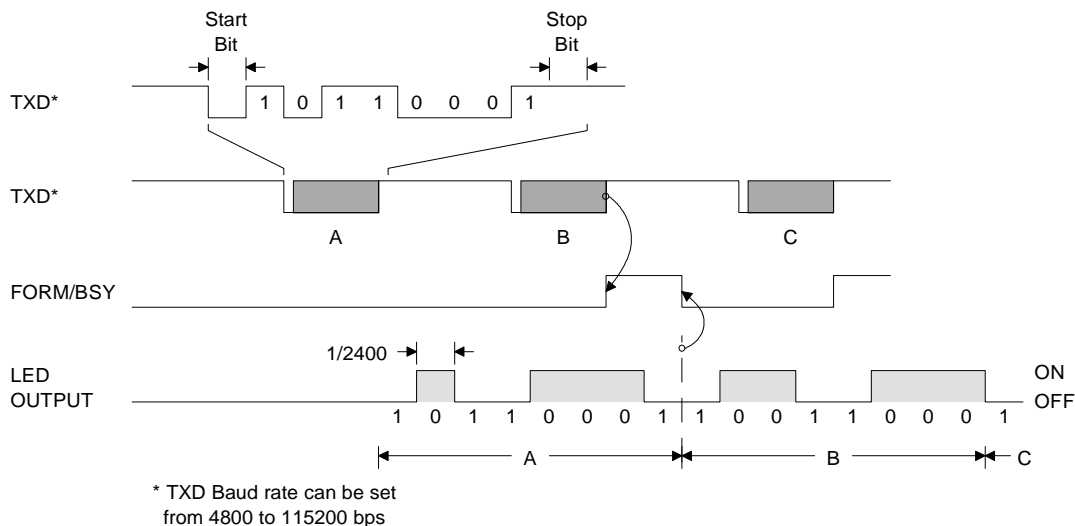 Start
Bit
Stop
Bit
TXD*
1 0 1 1 0 0 0 1
TXD*
A
B
C
FORM/BSY
1/2400
LED
OUTPUT
ON
OFF
1 0 1 1 0 0 0 1 1 0 0 1 1 0 0 0 1
A
B
C
* TXD Baud rate can be set
from 4800 to 115200 bps